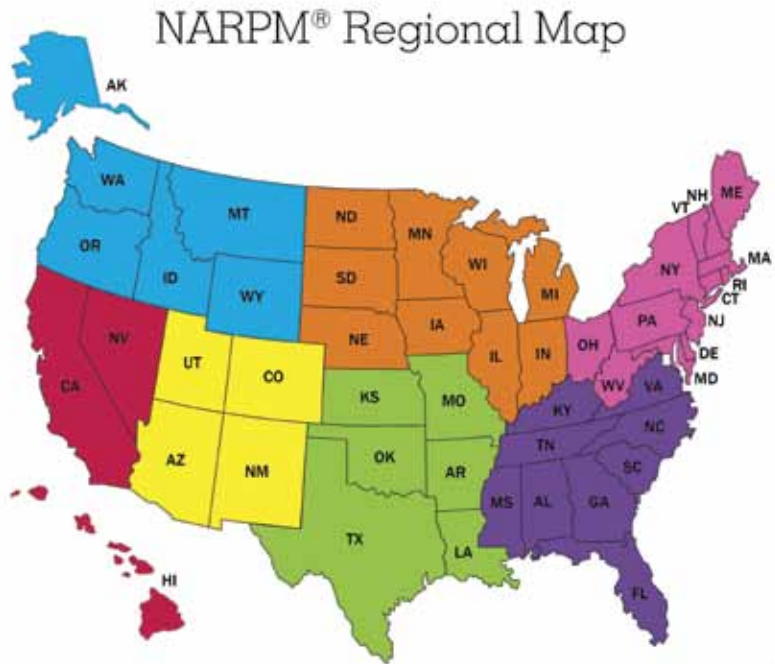 NARPM® Regional Map
AK
WA
MT
ND
MN
VT
NH
ME
OR
ID
WY
SD
WI
MI
NY
MA
RI
CT
NV
NE
IA
PA
NJ
CA
UT
CO
IL
IN
OH
DE
MD
WV
VA
KS
MO
KY
AZ
NM
OK
AR
TN
NC
SC
MS
AL
GA
TX
LA
HI
FL